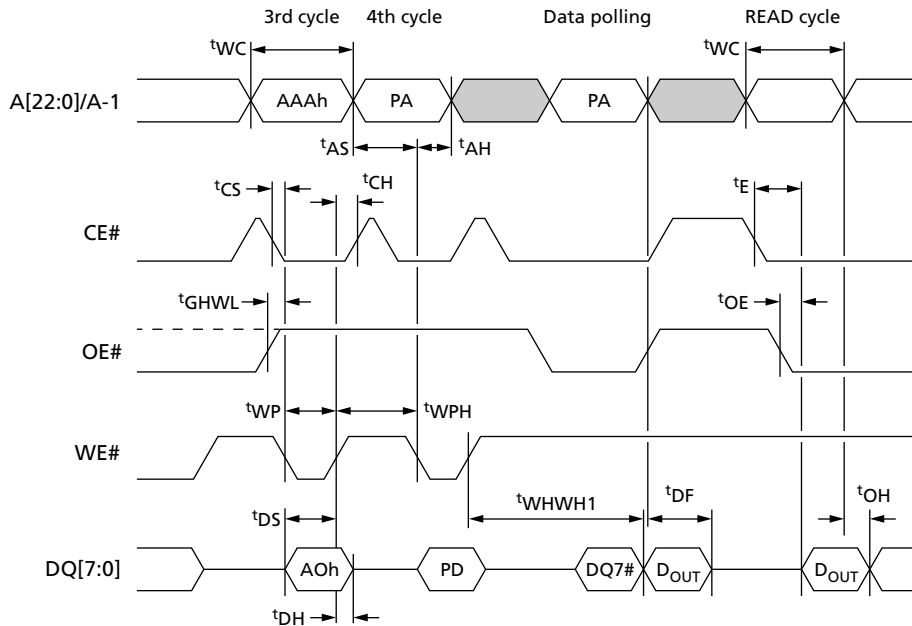 3rd cycle 4th cycle Data polling READ cycle
tWC tWC
A[22:0]/A-1 AAAh PA PA
tAS tAH
tCS tCH tE
CE#
tGHWL tOE
OE#
tWP tWPH
WE#
tWHWH1 tDF tOH
tDS
DQ[7:0] AOh PD DQ7# DOUT DOUT
tDH